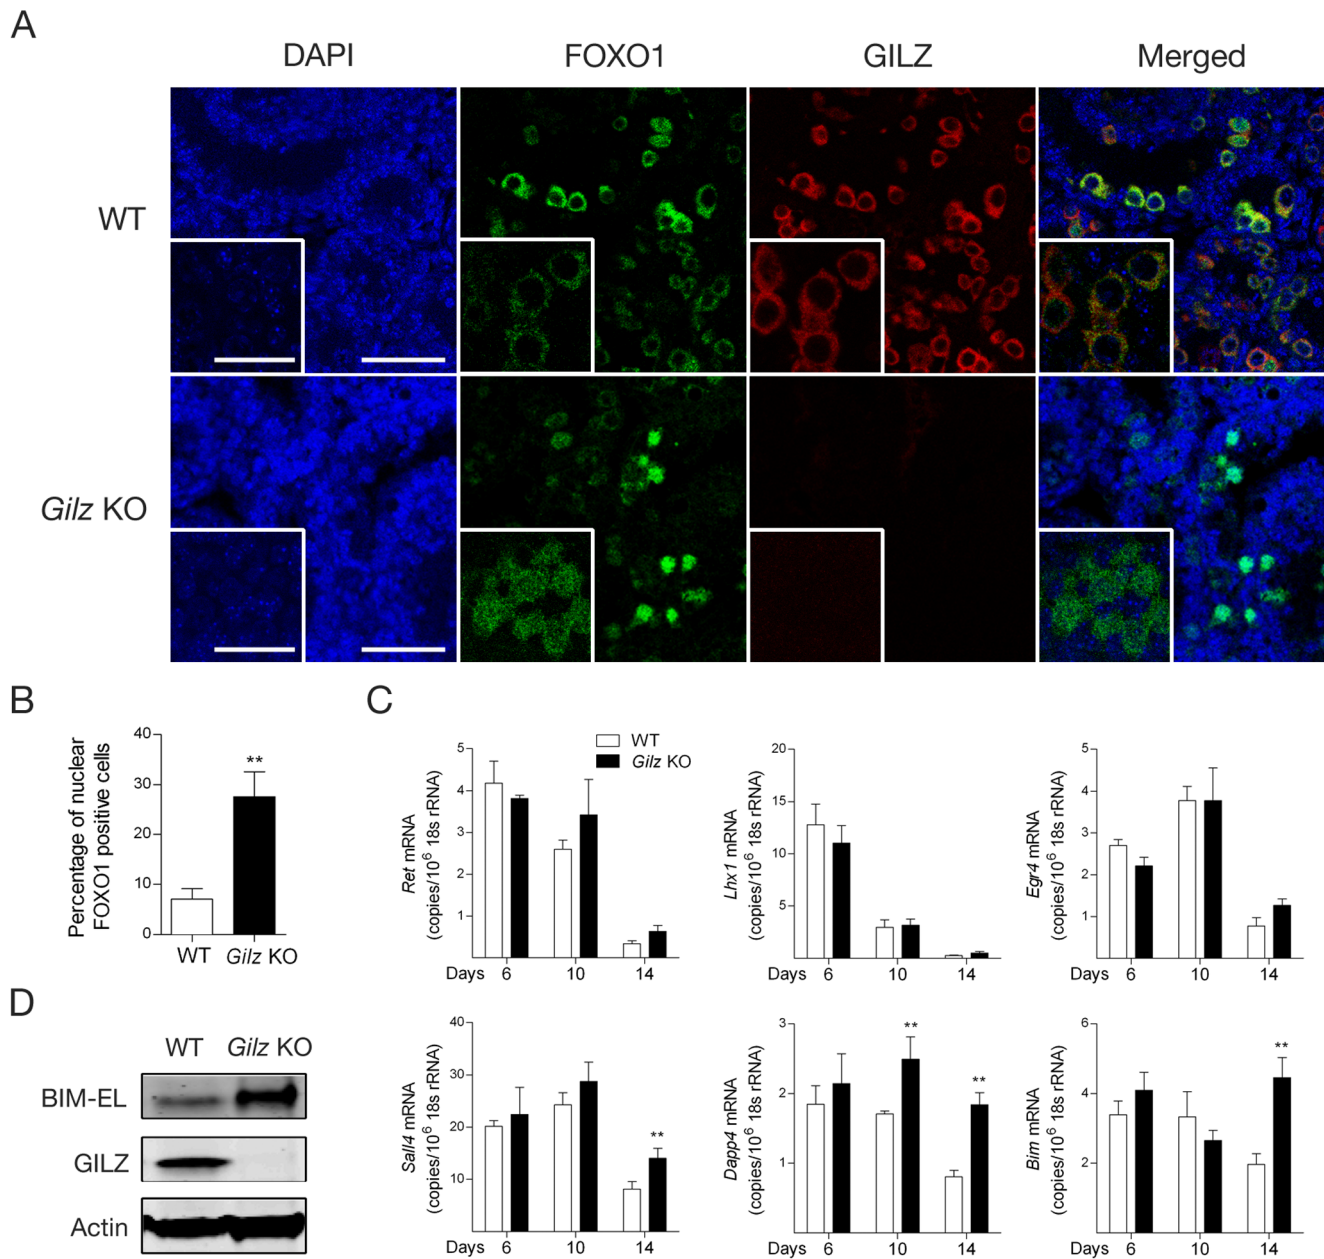 A
DAPI
FOXO1
GILZ
Merged
WT
Gilz KO
B
Percentage of nuclear
FOXO1 positive cells
40
30
20
10
0
**
WT
Gilz KO
C
WT
Gilz KO
Ret mRNA
(copies/10⁶ 18s rRNA)
5
4
3
2
1
Days
6
10
14
Lhx1 mRNA
(copies/10⁶ 18s rRNA)
20
15
10
5
Days
6
10
14
Egr4 mRNA
(copies/10⁶ 18s rRNA)
5
4
3
2
1
Days
6
10
14
Sall4 mRNA
(copies/10⁶ 18s rRNA)
40
30
20
10
**
Days
6
10
14
Dapp4 mRNA
(copies/10⁶ 18s rRNA)
3
2
1
**
**
Days
6
10
14
Bim mRNA
(copies/10⁶ 18s rRNA)
6
4
2
**
Days
6
10
14
D
WT
Gilz KO
BIM-EL
GILZ
Actin